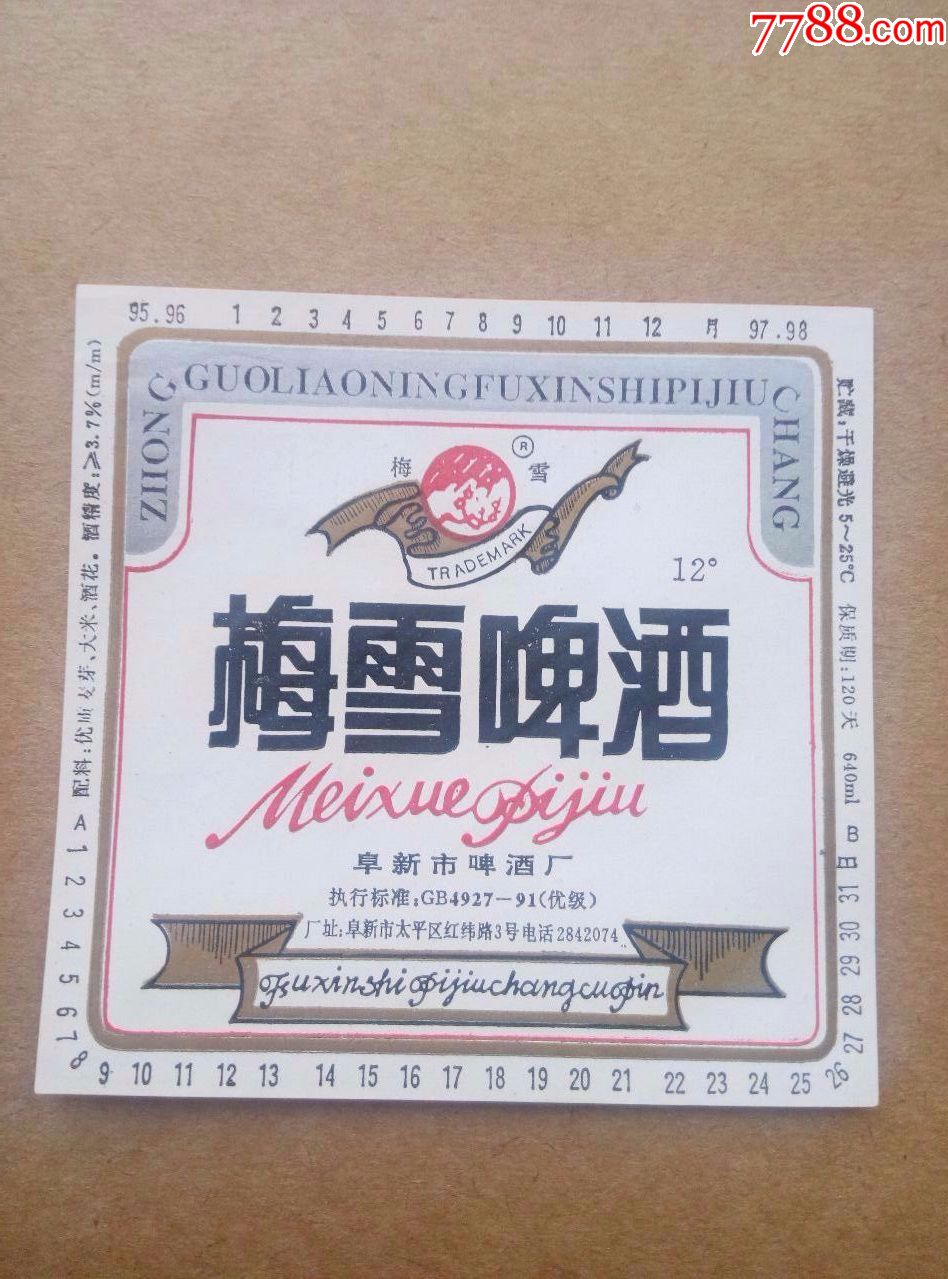 7788.com
95.96 1 2 3 4 5 6 7 8 9 10 11 12 月 97.98
ZHONG GUOLIAONINGFUXINSHIPIJIU CHANG
梅 ® 雪
TRADEMARK
12°
梅雪啤酒
Meixue Pijiu
阜新市啤酒厂
执行标准:GB4927-91(优级)
厂址:阜新市太平区红纬路3号电话2842074
Fuxinshi Pijiuchangcupin
配料:优质麦芽、大米、酒花。酒精度:≥3.7%(m/m)
贮藏:干燥避光5~25°C 保质期:120天 640ml B
A 1 2 3 4 5 6 7 8 9 10 11 12 13 14 15 16 17 18 19 20 21 22 23 24 25 26 27 28 29 30 31 日